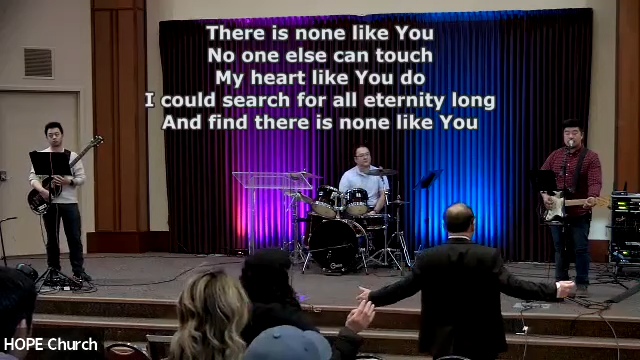 There is none like You
No one else can touch
My heart like You do
I could search for all eternity long
And find there is none like You
HOPE Church